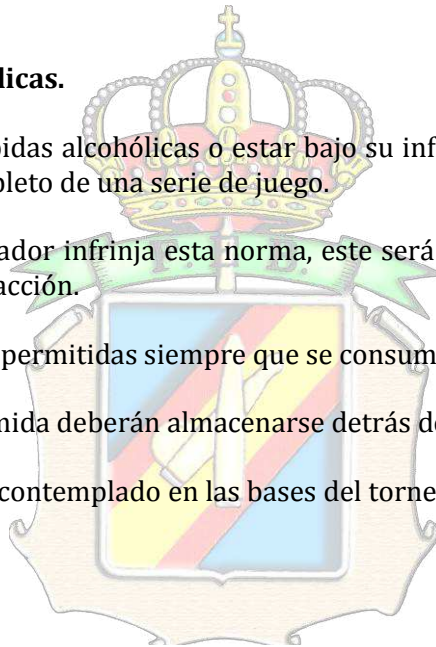 licas.
bidas alcohólicas o estar bajo su inf
pleto de una serie de juego.
ador infrinja esta norma, este será
acción.
permitidas siempre que se consum
mida deberán almacenarse detrás de
contemplado en las bases del torne